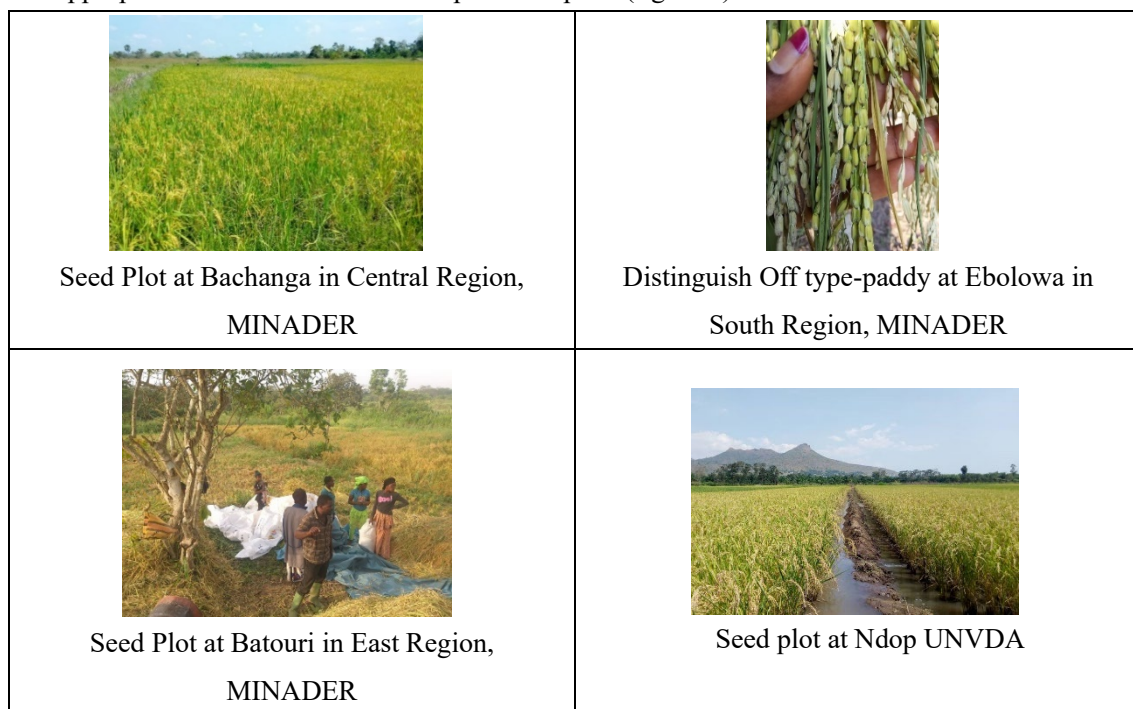 Seed Plot at Bachanga in Central Region,
MINADER
Distinguish Off type-paddy at Ebolowa in
South Region, MINADER
Seed Plot at Batouri in East Region,
MINADER
Seed plot at Ndop UNVDA